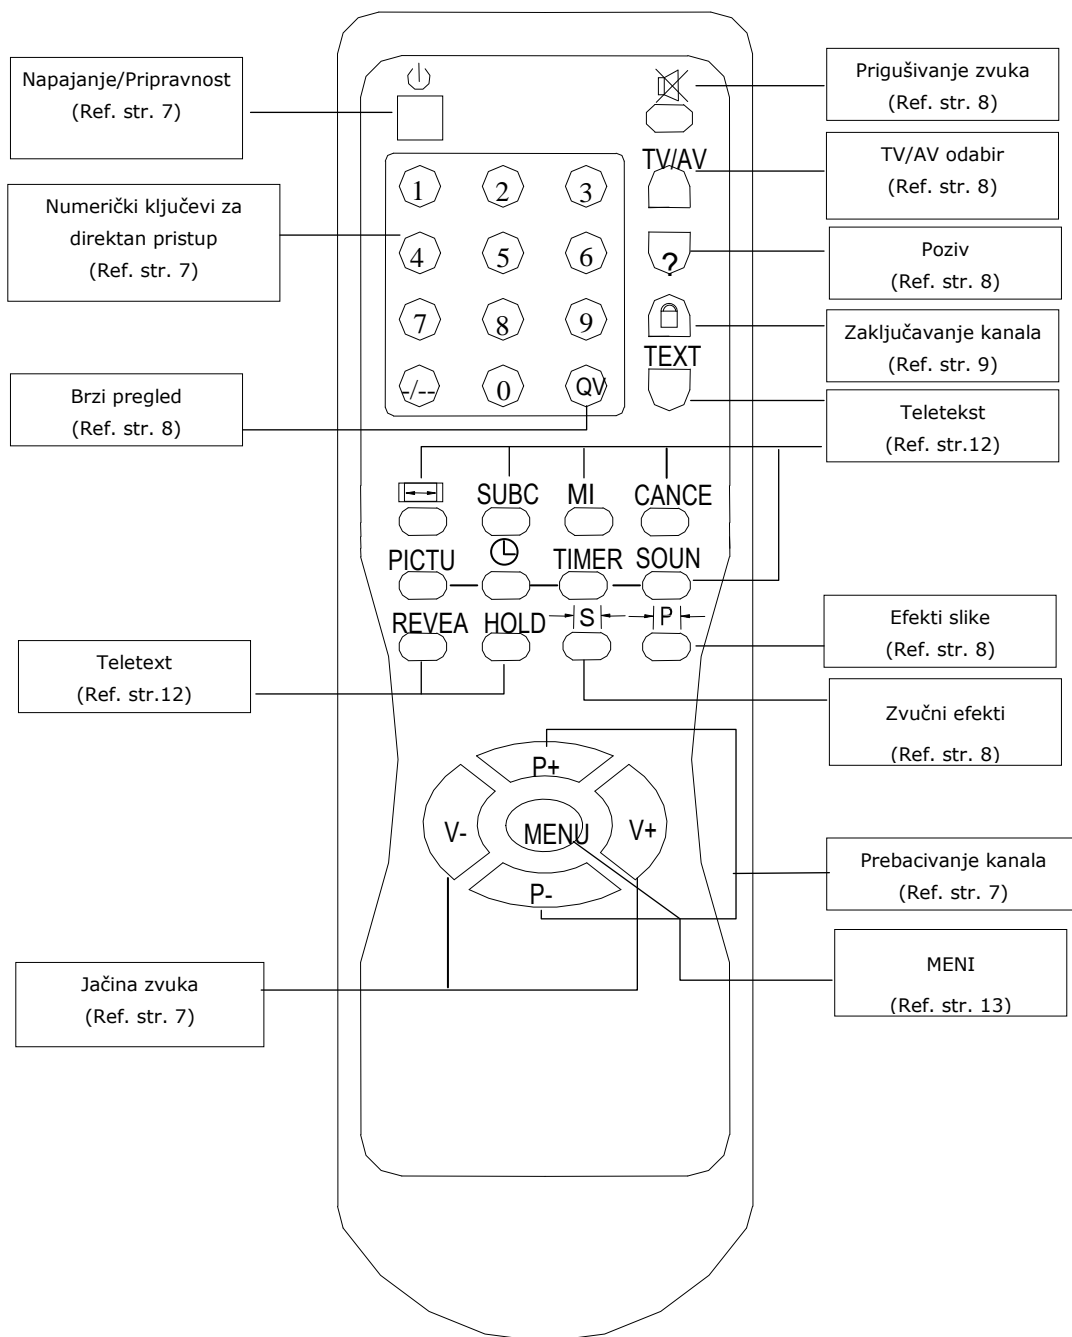 Napajanje/Pripravnost
(Ref. str. 7)
Numerički ključevi za
direktan pristup
(Ref. str. 7)
Brzi pregled
(Ref. str. 8)
Teletext
(Ref. str.12)
Jačina zvuka
(Ref. str. 7)
TV/AV
1 2 3
4 5 6
?
7 8 9
TEXT
-/-- 0 QV
SUBC MI CANCE
PICTU TIMER SOUN
REVEA HOLD S P
P+
V- MENU V+
P-
Prigušivanje zvuka
(Ref. str. 8)
TV/AV odabir
(Ref. str. 8)
Poziv
(Ref. str. 8)
Zaključavanje kanala
(Ref. str. 9)
Teletekst
(Ref. str.12)
Efekti slike
(Ref. str. 8)
Zvučni efekti
(Ref. str. 8)
Prebacivanje kanala
(Ref. str. 7)
MENI
(Ref. str. 13)